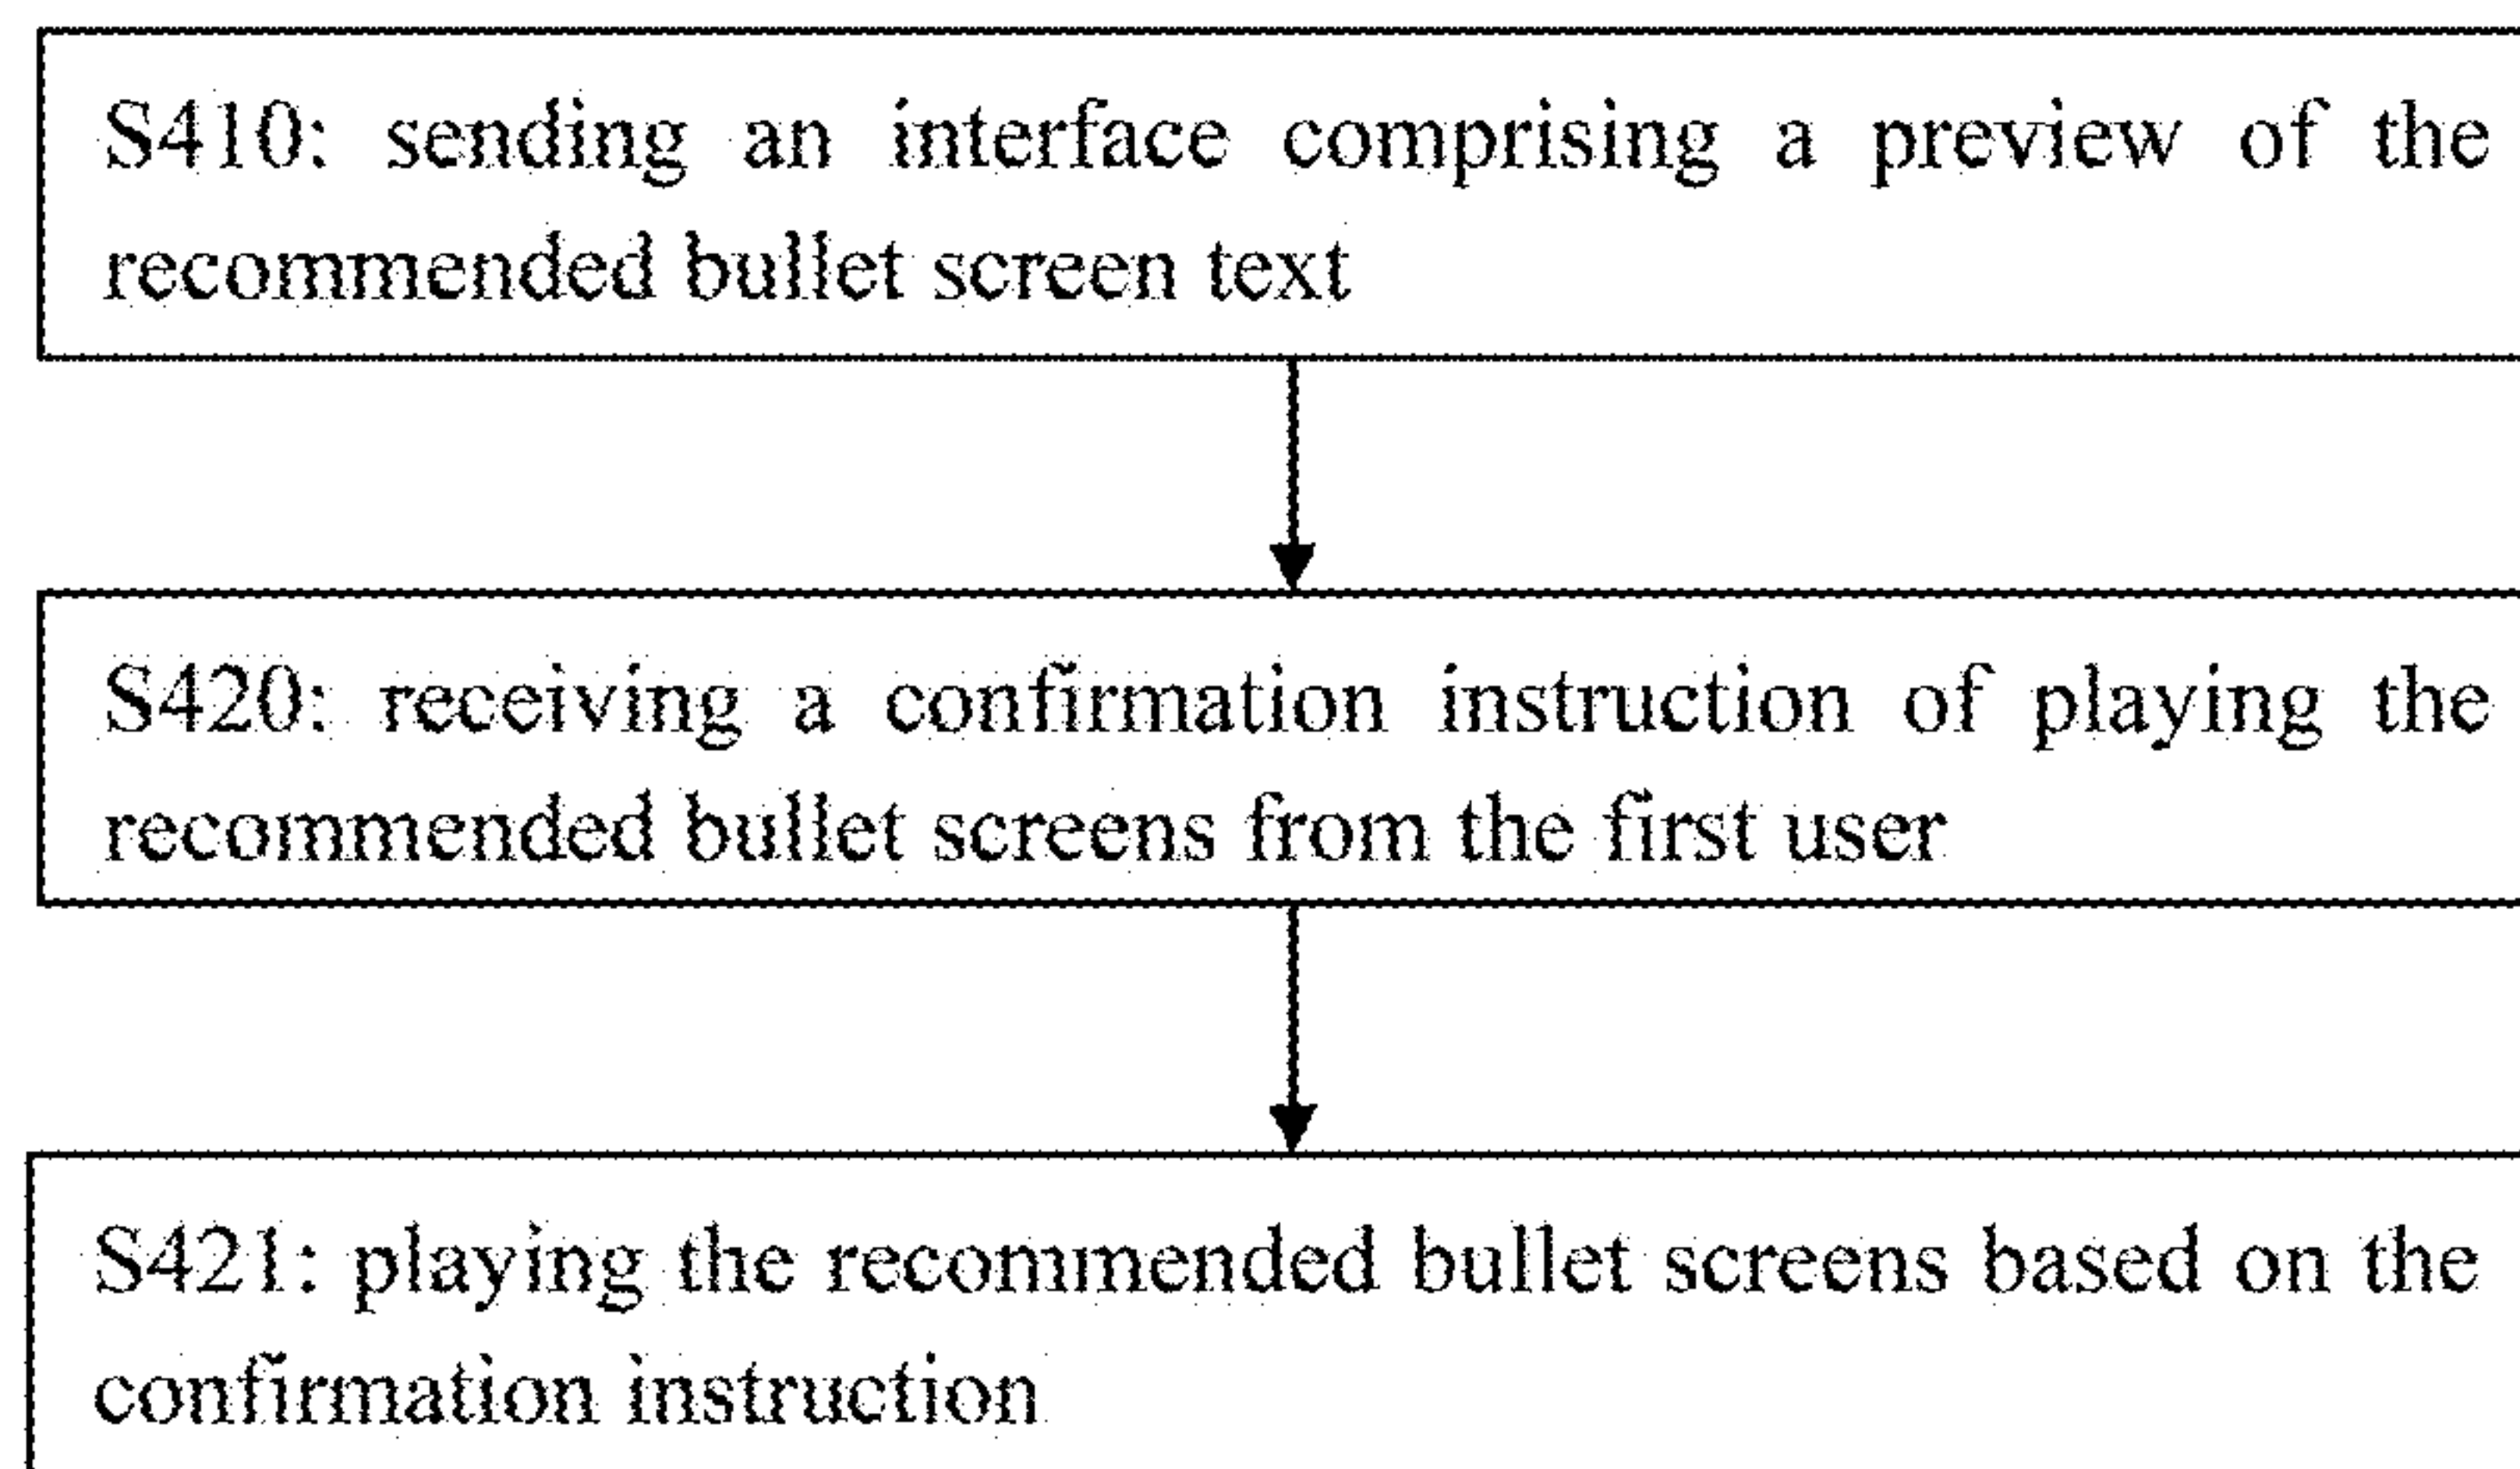 S410: sending an interface comprising a preview of the
recommended bullet screen text
S420: receiving a confirmation instruction of playing the
recommended bullet screens from the first user
S421: playing the recommended bullet screens based on the
confirmation instruction